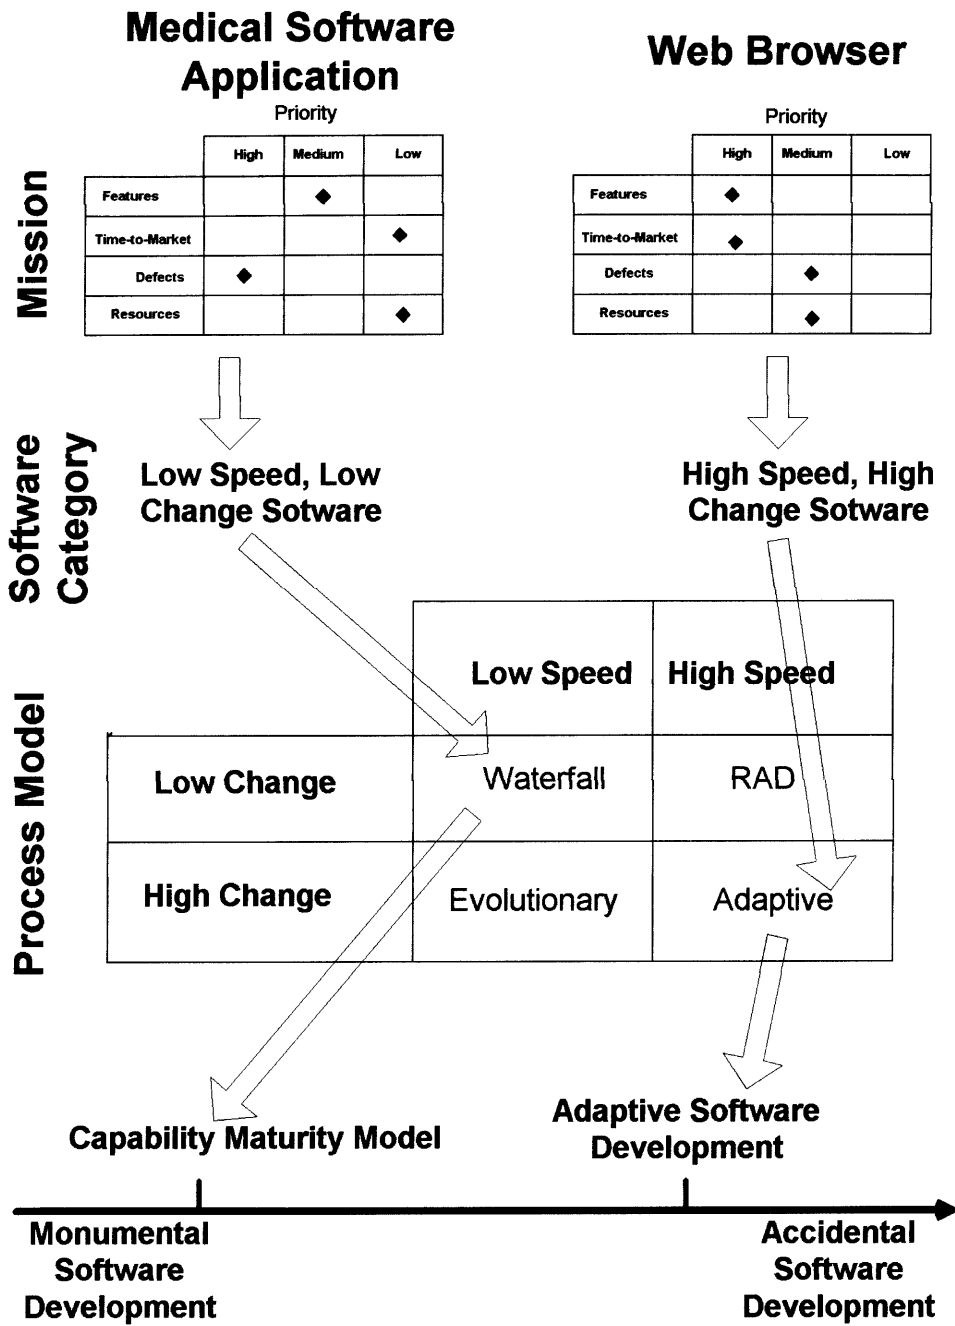 Medical Software
Application
Priority
High Medium Low
Features
Time-to-Market
Defects
Resources
Web Browser
Priority
High Medium Low
Features
Time-to-Market
Defects
Resources
Mission
Software
Category
Low Speed, Low
Change Sotware
High Speed, High
Change Sotware
Process Model
Low Speed High Speed
Low Change Waterfall RAD
High Change Evolutionary Adaptive
Capability Maturity Model
Adaptive Software
Development
Monumental
Software
Development
Accidental
Software
Development